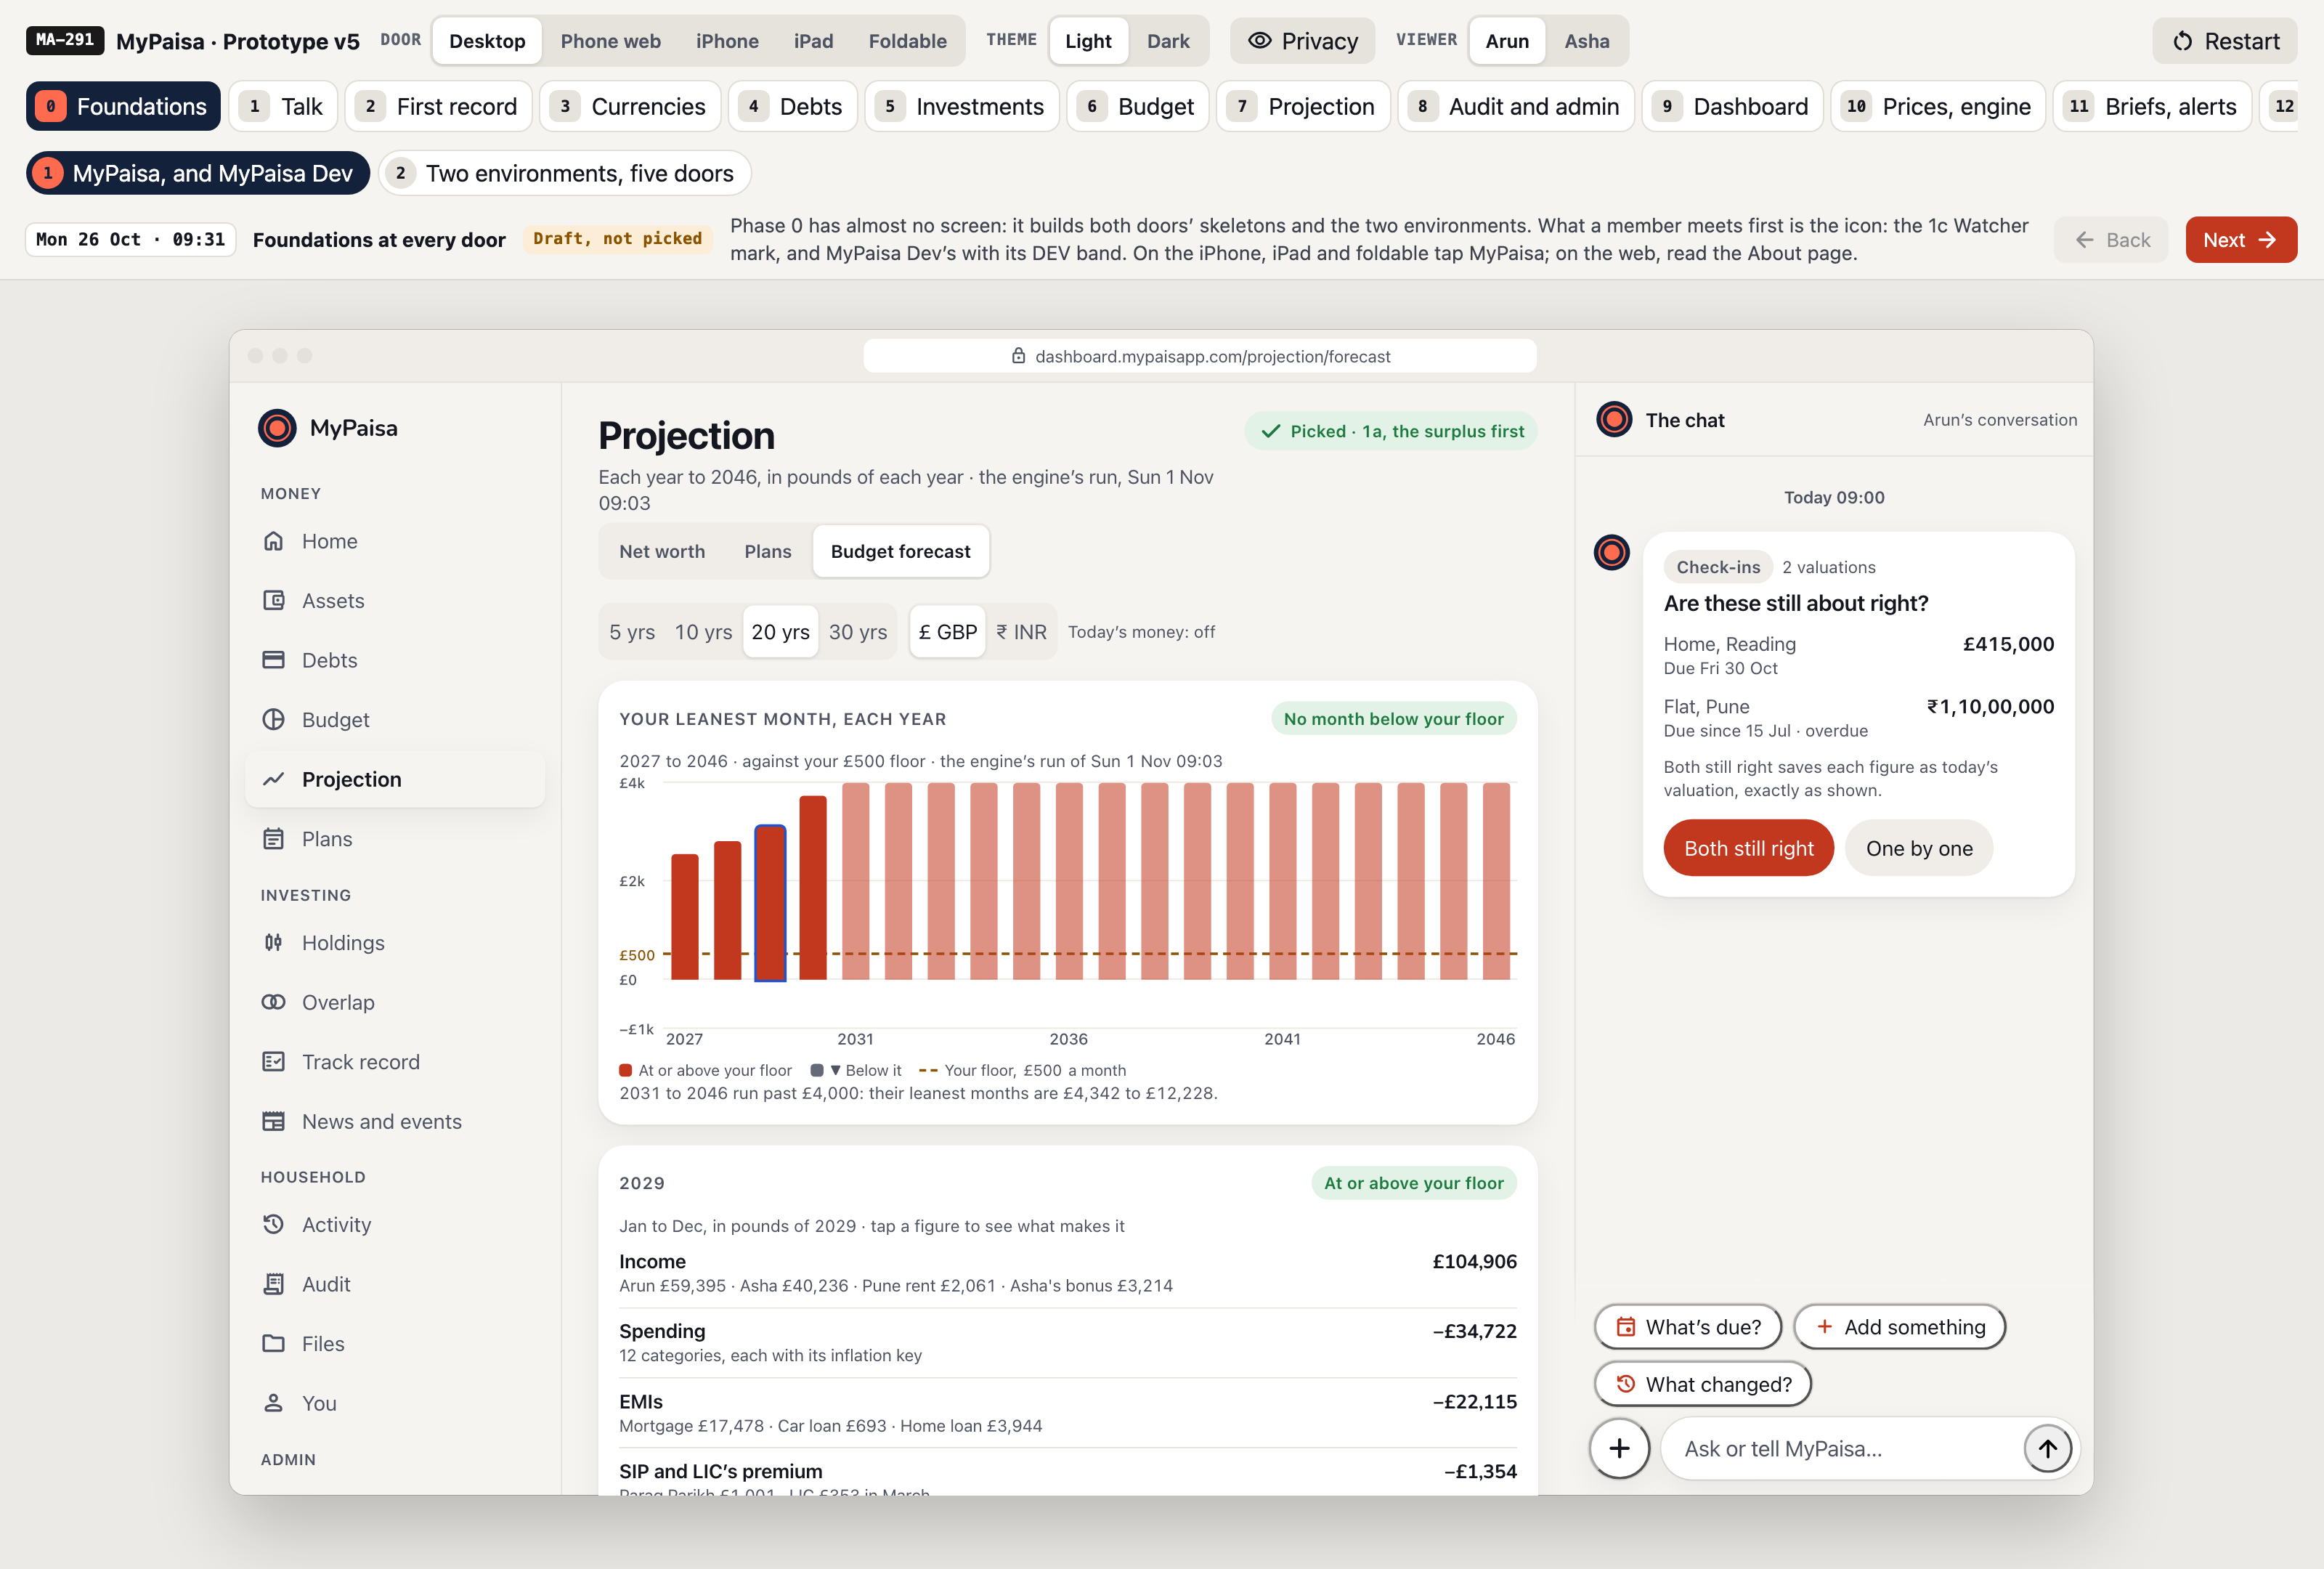 MA-291 MyPaisa · Prototype v5 DOOR Desktop Phone web iPhone iPad Foldable THEME Light Dark Privacy VIEWER Arun Asha Restart
0 Foundations 1 Talk 2 First record 3 Currencies 4 Debts 5 Investments 6 Budget 7 Projection 8 Audit and admin 9 Dashboard 10 Prices, engine 11 Briefs, alerts 12
1 MyPaisa, and MyPaisa Dev 2 Two environments, five doors
Mon 26 Oct · 09:31 Foundations at every door Draft, not picked
Phase 0 has almost no screen: it builds both doors’ skeletons and the two environments. What a member meets first is the icon: the 1c Watcher
mark, and MyPaisa Dev’s with its DEV band. On the iPhone, iPad and foldable tap MyPaisa; on the web, read the About page.
Back Next
dashboard.mypaisapp.com/projection/forecast
MyPaisa
MONEY
Home
Assets
Debts
Budget
Projection
Plans
INVESTING
Holdings
Overlap
Track record
News and events
HOUSEHOLD
Activity
Audit
Files
You
ADMIN
Projection
Picked · 1a, the surplus first
Each year to 2046, in pounds of each year · the engine’s run, Sun 1 Nov
09:03
Net worth Plans Budget forecast
5 yrs 10 yrs 20 yrs 30 yrs £ GBP ₹ INR Today’s money: off
YOUR LEANEST MONTH, EACH YEAR
No month below your floor
2027 to 2046 · against your £500 floor · the engine’s run of Sun 1 Nov 09:03
£4k
£2k
£500
£0
−£1k
2027 2031 2036 2041 2046
At or above your floor ▼ Below it Your floor, £500 a month
2031 to 2046 run past £4,000: their leanest months are £4,342 to £12,228.
2029
At or above your floor
Jan to Dec, in pounds of 2029 · tap a figure to see what makes it
Income £104,906
Arun £59,395 · Asha £40,236 · Pune rent £2,061 · Asha's bonus £3,214
Spending −£34,722
12 categories, each with its inflation key
EMIs −£22,115
Mortgage £17,478 · Car loan £693 · Home loan £3,944
SIP and LIC’s premium −£1,354
Parag Parikh £1,001 · LIC £353 in March
The chat Arun’s conversation
Today 09:00
Check-ins 2 valuations
Are these still about right?
Home, Reading £415,000
Due Fri 30 Oct
Flat, Pune ₹1,10,00,000
Due since 15 Jul · overdue
Both still right saves each figure as today’s
valuation, exactly as shown.
Both still right One by one
What’s due? Add something
What changed?
Ask or tell MyPaisa...